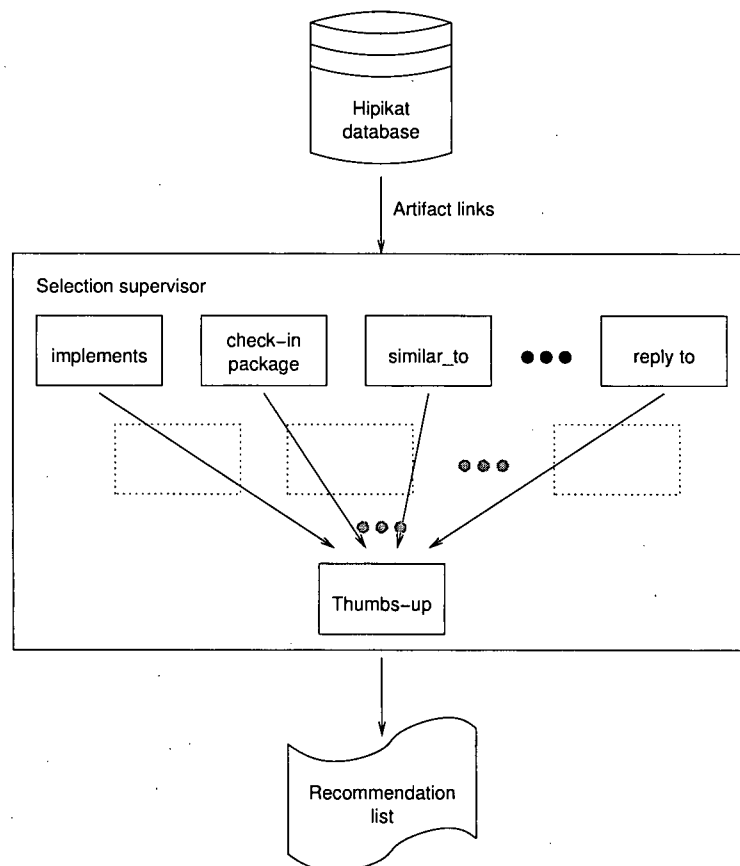 Hipikat
database
Artifact links
Selection supervisor
implements
check-in
package
similar_to
reply to
Thumbs-up
Recommendation
list